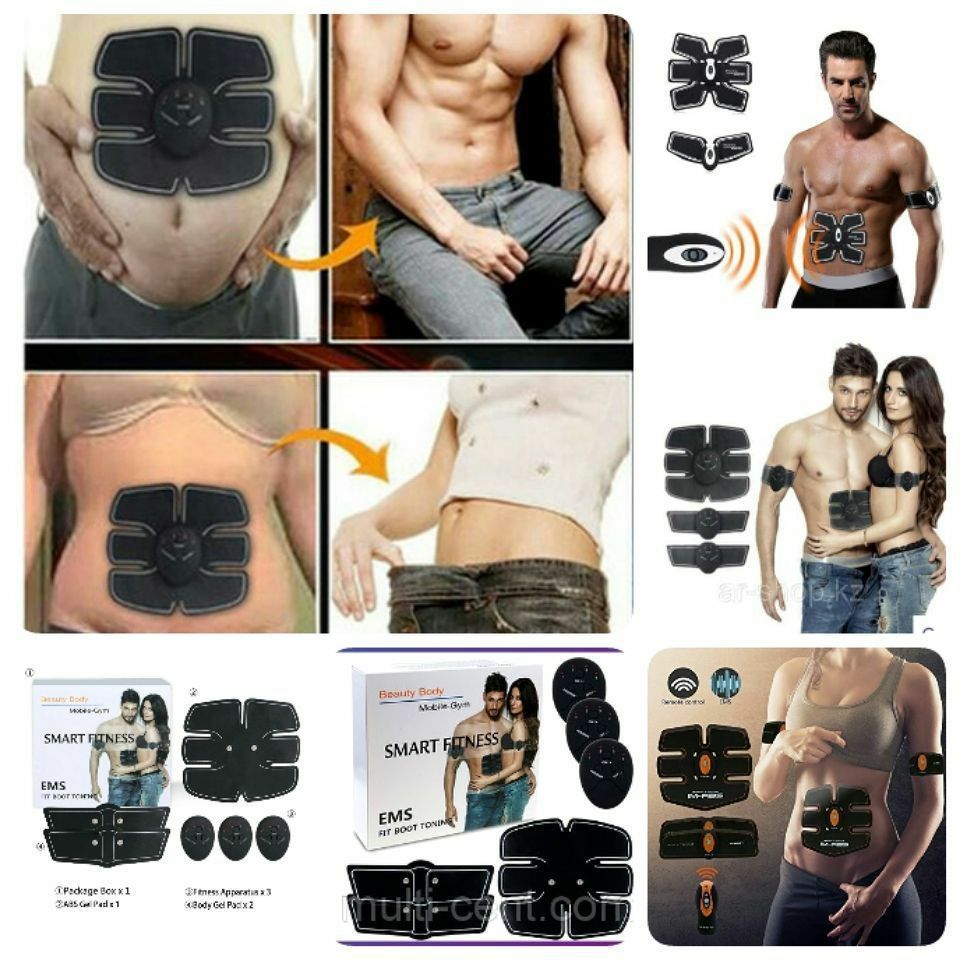 ar-shop.kz
①
Beauty Body
Mobile-Gym
SMART FITNESS
EMS
FIT BOOT TONING
②
③
④
①Package Box x 1
③ABS Gel Pad x 1
②Fitness Apparatus x 3
④Body Gel Pad x 2
Beauty Body
Mobile-Gym
SMART FITNESS
EMS
FIT BOOT TONING
multi-cent.com
Remote control
EMS